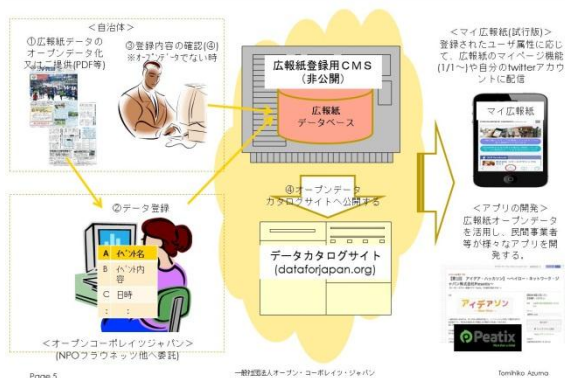 ＜自治体＞
①広報紙データの
オープンデータ化
又はご提供(PDF等)
③登録内容の確認(④)
※オープンデータでない時
広報紙登録用CMS
(非公開)
広報紙
データベース
＜マイ広報紙(試行版)＞
登録されたユーザ属性に応じ
て、広報紙のマイページ機能
(1/1～)や自分のtwitterアカウ
ントに配信
マイ広報紙
②データ登録
A イベント名
B イベント内
容
C 日時
： ：
＜オープンコーポレイツジャパン＞
(NPOフラウネッツ他へ委託)
④オープンデータ
カタログサイトへ公開する
データカタログサイト
(dataforjapan.org)
＜アプリの開発＞
広報紙オープンデータ
を活用し、民間事業者
等が様々なアプリを開
発する。
アイデアソン
Peatix
Page 5
一般社団法人オープン・コーポレイツ・ジャパン
Tomihiko Azuma